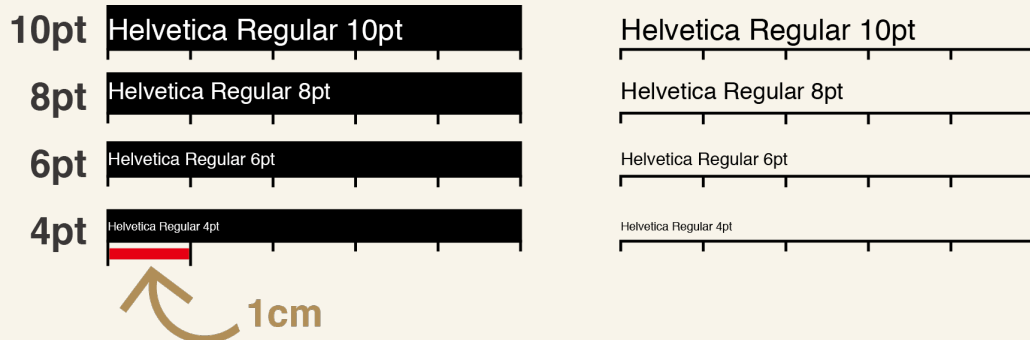 10pt Helvetica Regular 10pt Helvetica Regular 10pt
8pt Helvetica Regular 8pt Helvetica Regular 8pt
6pt Helvetica Regular 6pt Helvetica Regular 6pt
4pt Helvetica Regular 4pt Helvetica Regular 4pt
1cm